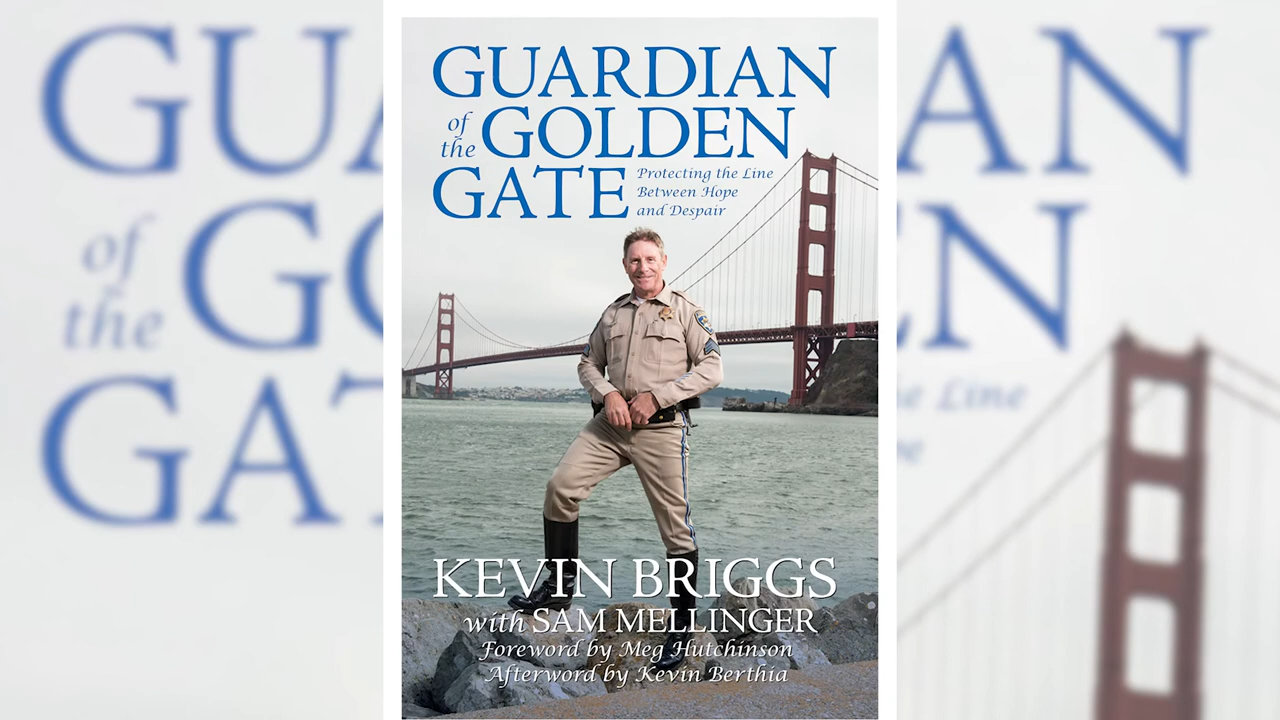 GUARDIAN
of
the GOLDEN
GATE
Protecting the Line
Between Hope
and Despair
KEVIN BRIGGS
with SAM MELLINGER
Foreword by Meg Hutchinson
Afterword by Kevin Berthia